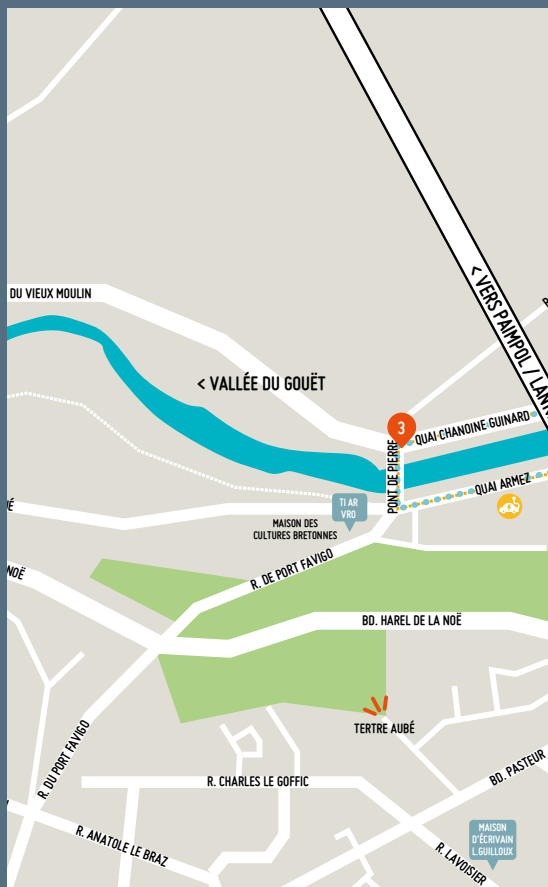 DU VIEUX MOULIN
< VERS PAIMPOL / LAN
< VALLÉE DU GOUËT
3
QUAI CHANOINE GUINARD
PONT DE PIERRE
QUAI ARMEZ
TI AR
VRO
MAISON DES
CULTURES BRETONNES
R. DE PORT FAVIGO
NOË
BD. HAREL DE LA NOË
TERTRE AUBÉ
R. DU PORT FAVIGO
R. CHARLES LE GOFFIC
BD. PASTEUR
R. ANATOLE LE BRAZ
R. LAVOISIER
MAISON
D'ÉCRIVAIN
L.GUILLOUX